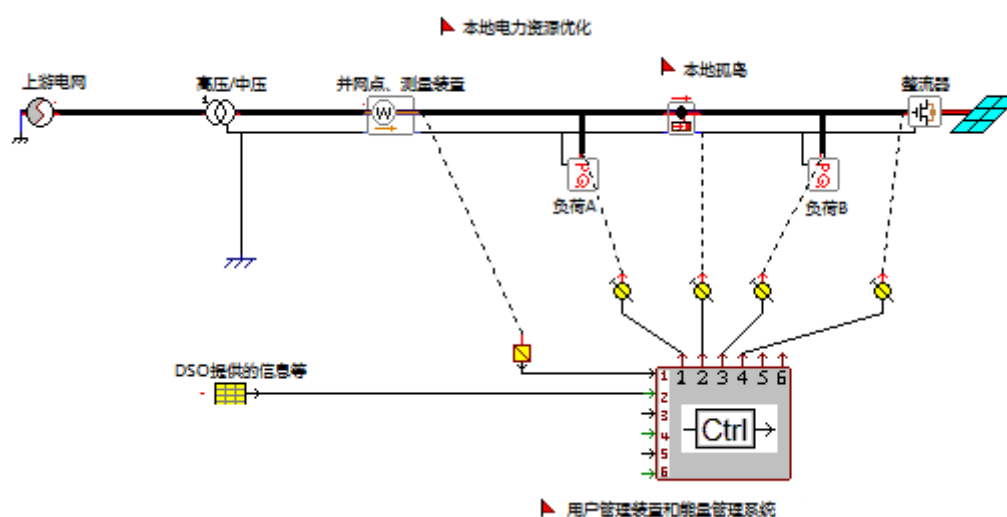 本地电力资源优化
本地孤岛
上游电网
高压/中压
并网点、测量装置
整流器
1
W
PQ
负荷A
PQ
负荷B
DSO提供的信息等
1 2 3 4 5 6
1
2
3
4
5
6
Ctrl
用户管理装置和能量管理系统